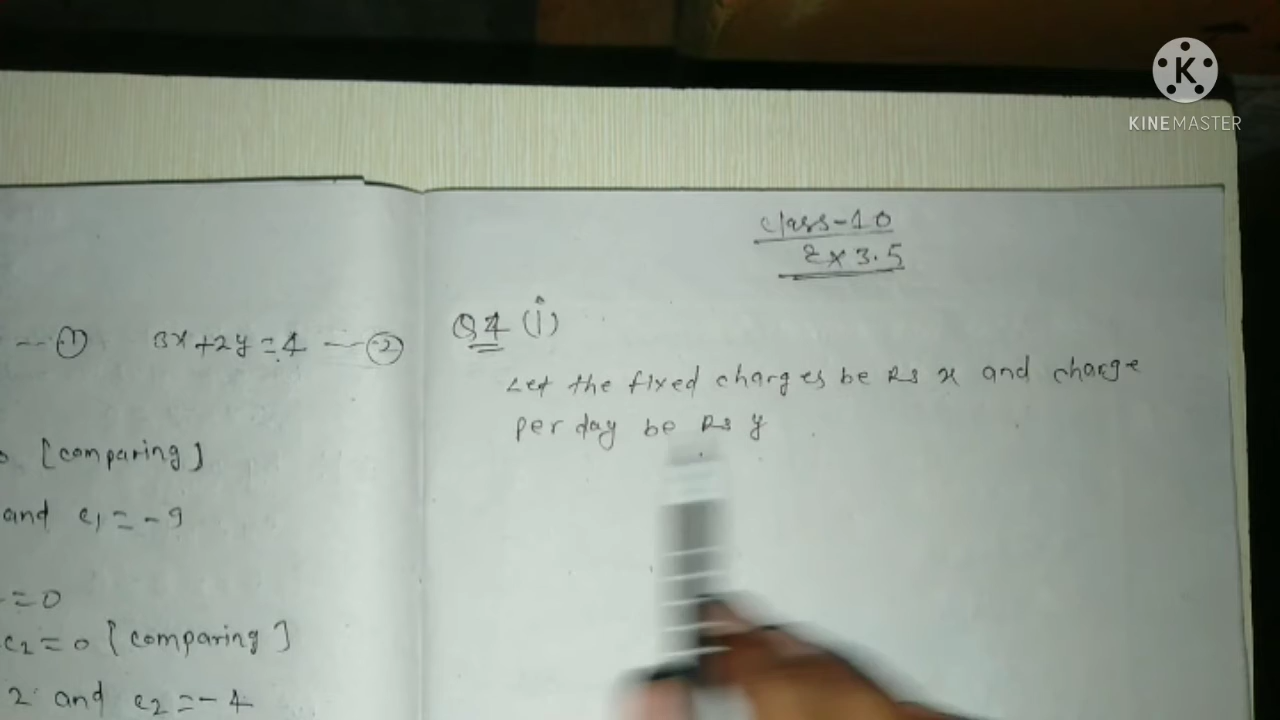 KINEMASTER
--- ① 3x+2y=4 --- ②
0 [comparing]
and c₁ = -9
=0
c₂=0 [comparing]
2 and c₂=-4
Class-10
Ex 3.5
Q4 (i)
Let the fixed charges be Rs x and charge
per day be Rs y